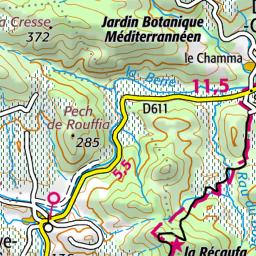 a Cresse
372
Jardin Botanique
Méditerrannéen
la Berre
le Chamma
11.5
D611
Pech
de Rouffia
285
5.5
la Récaufa